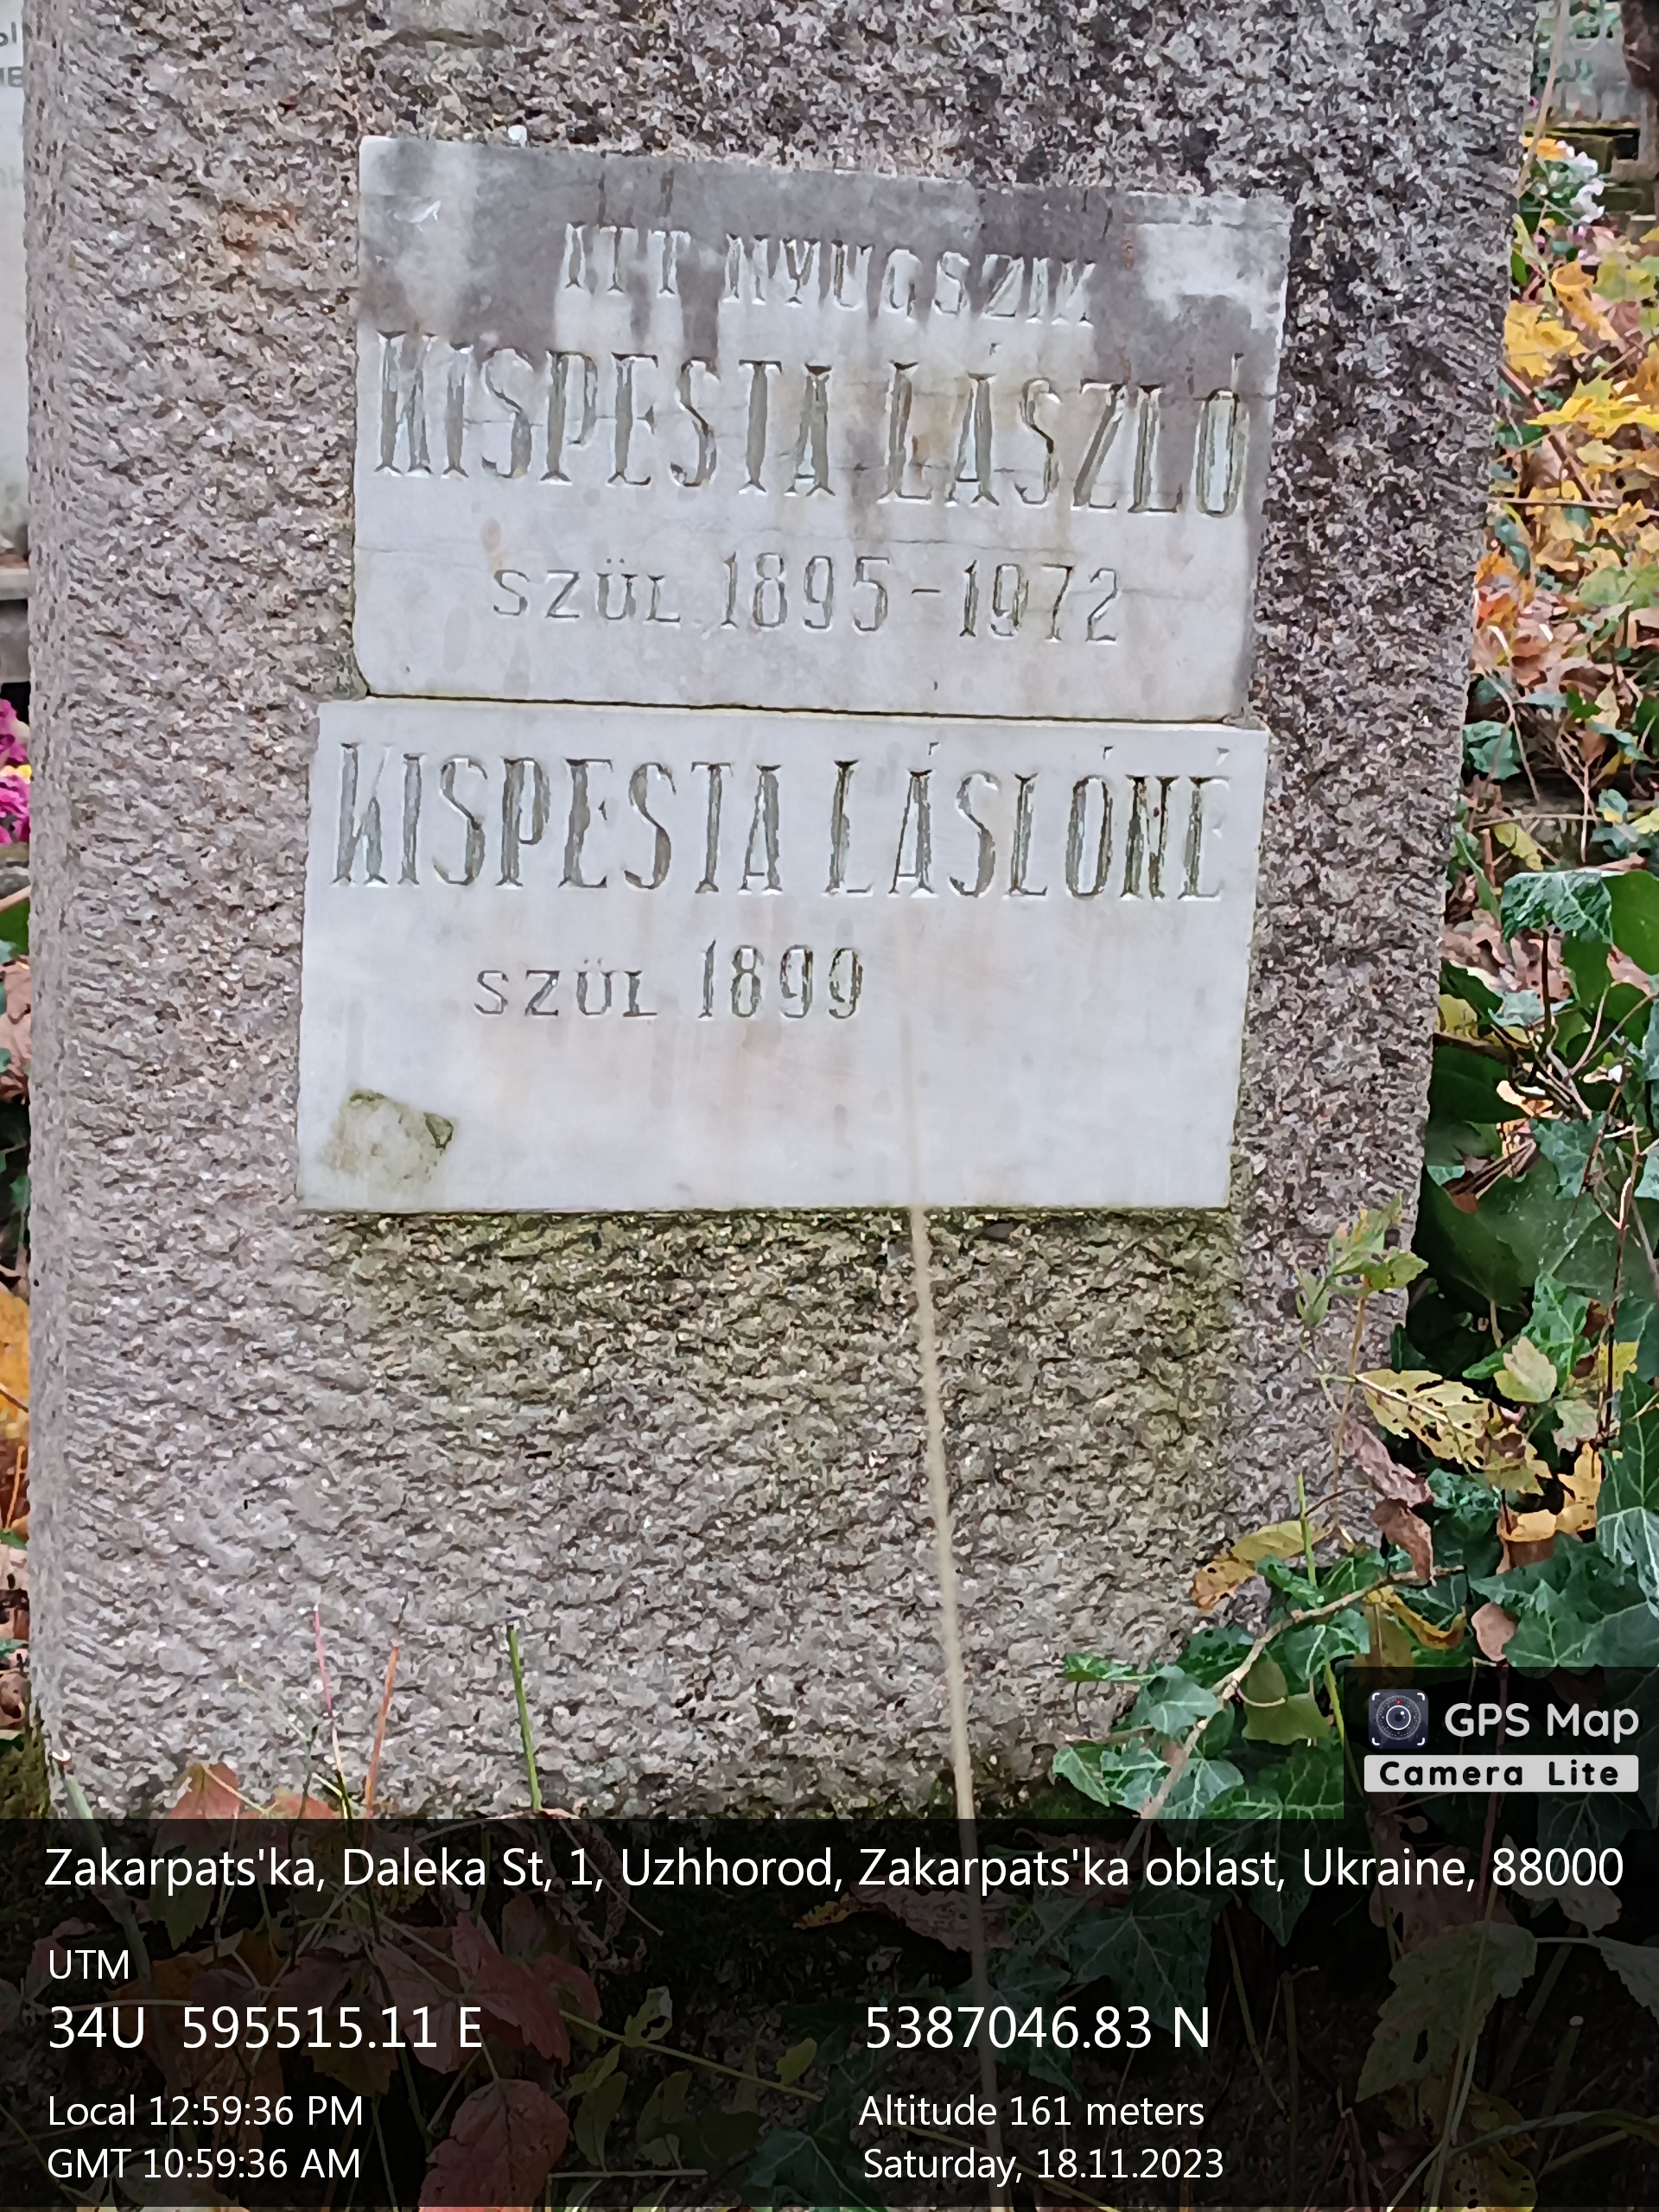 ITT NYUGSZIK
KISPESTA LÁSZLÓ
SZÜL 1895-1972
KISPESTA LÁSLÓNÉ
SZÜL 1899
GPS Map
Camera Lite
Zakarpats'ka, Daleka St, 1, Uzhhorod, Zakarpats'ka oblast, Ukraine, 88000
UTM
34U 595515.11 E 5387046.83 N
Local 12:59:36 PM Altitude 161 meters
GMT 10:59:36 AM Saturday, 18.11.2023